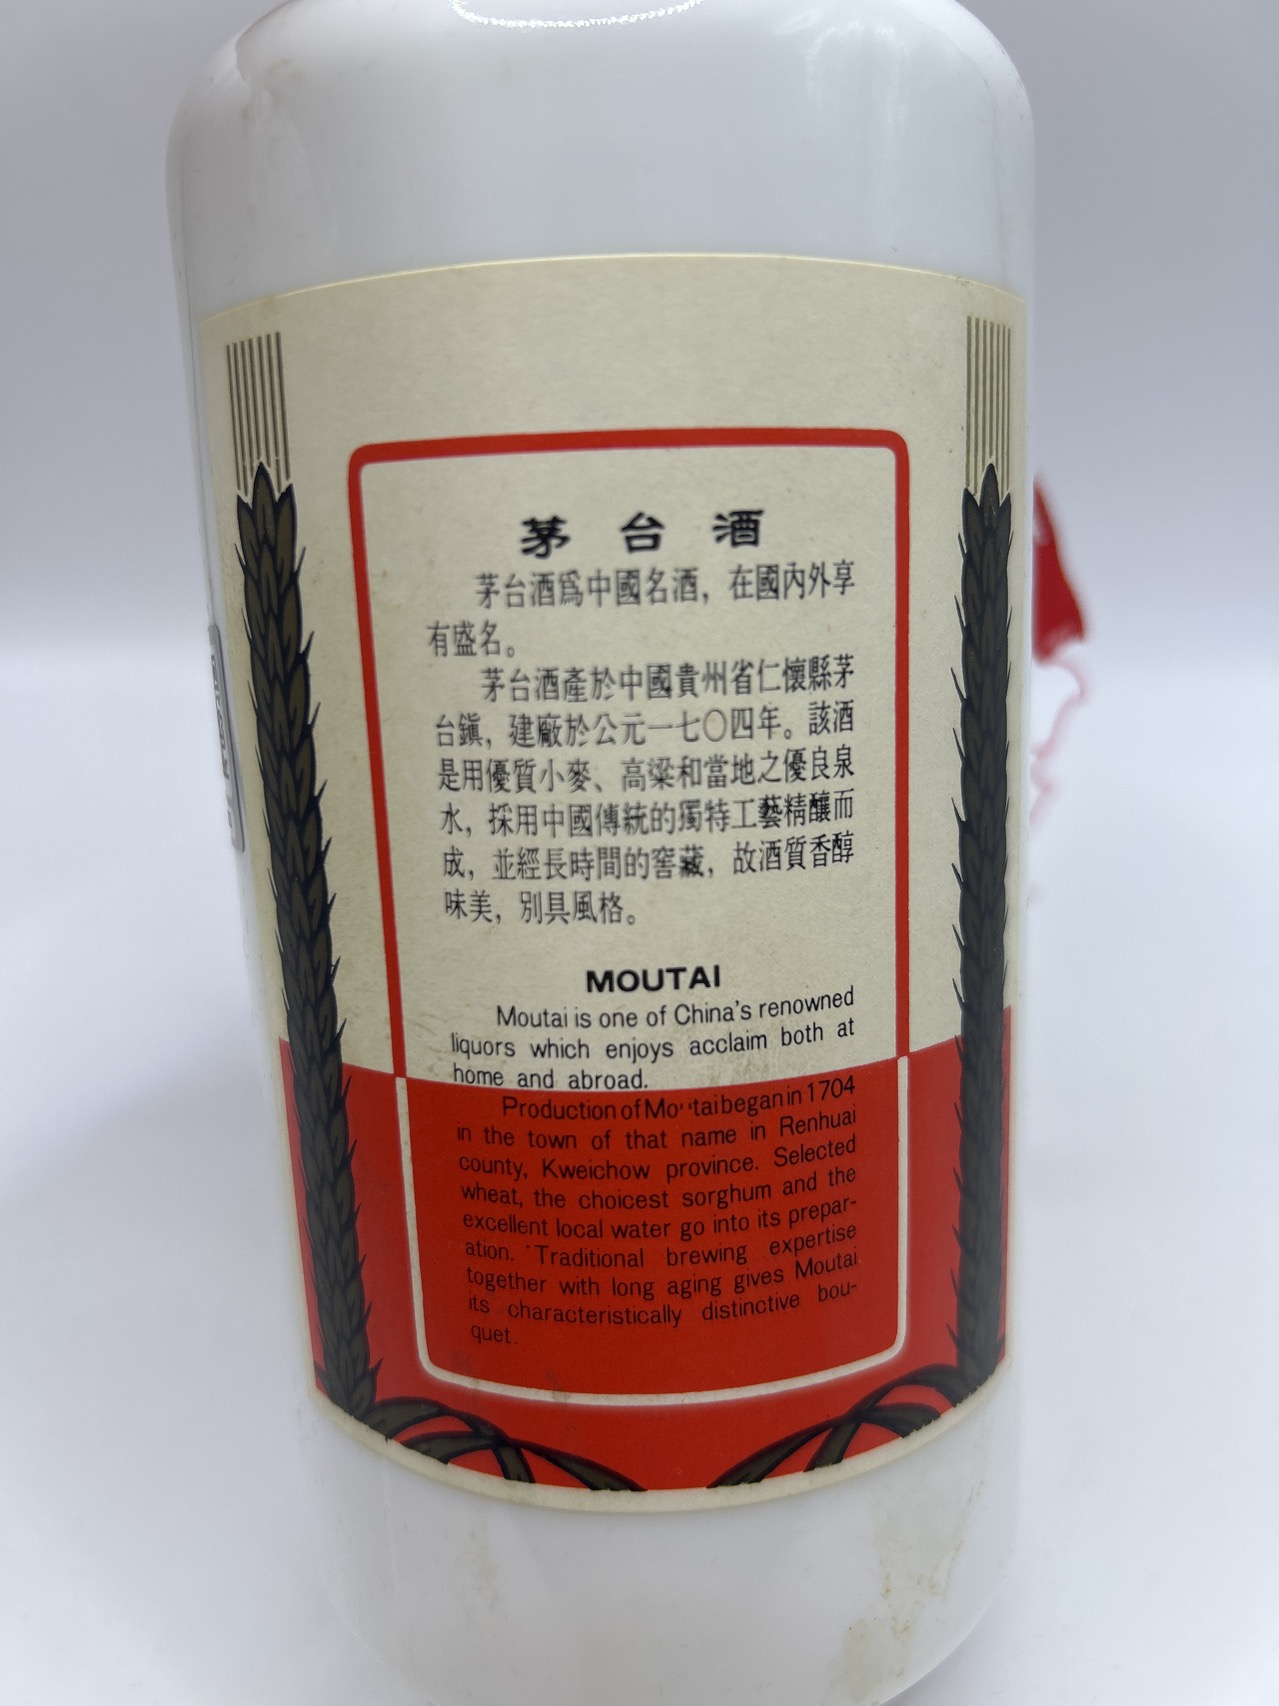 茅台酒
茅台酒爲中國名酒，在國內外享
有盛名。
茅台酒產於中國貴州省仁懷縣茅
台鎮，建廠於公元一七〇四年。該酒
是用優質小麥、高梁和當地之優良泉
水，採用中國傳統的獨特工藝精釀而
成，並經長時間的窖藏，故酒質香醇
味美，別具風格。
MOUTAI
Moutai is one of China's renowned
liquors which enjoys acclaim both at
home and abroad.
Production of Moutai began in 1704
in the town of that name in Renhuai
county, Kweichow province. Selected
wheat, the choicest sorghum and the
excellent local water go into its prepar-
ation. Traditional brewing expertise
together with long aging gives Moutai
its characteristically distinctive bou-
quet.